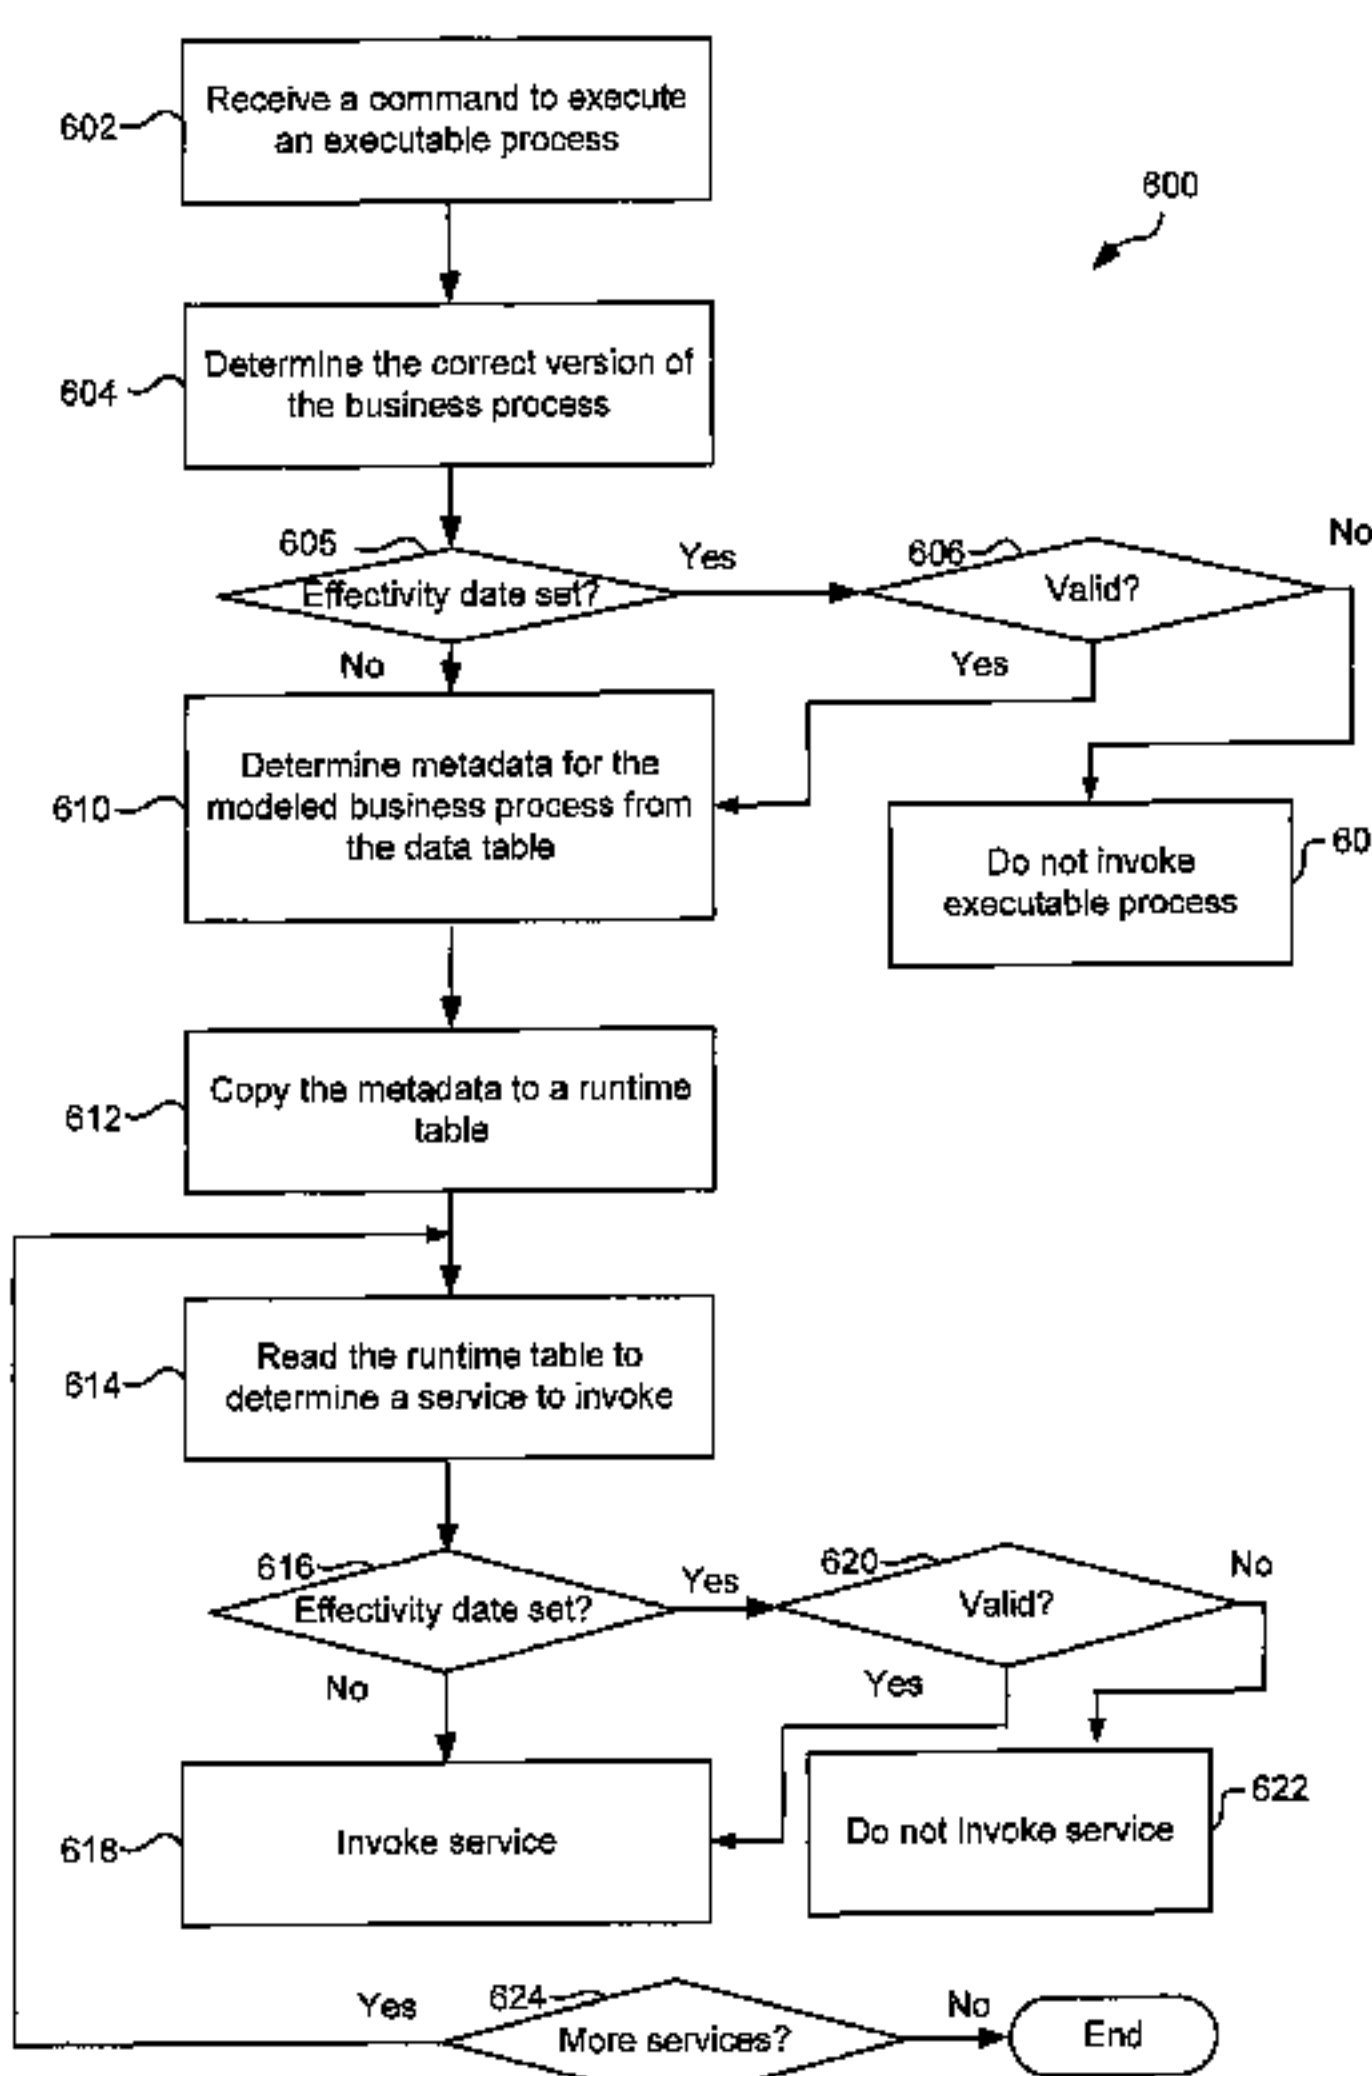 Receive a command to execute
an executable process
602
600
Determine the correct version of
the business process
604
605
Effectivity date set?
Yes
606
Valid?
No
No
Yes
Determine metadata for the
modeled business process from
the data table
610
Do not invoke
executable process
60
Copy the metadata to a runtime
table
612
Read the runtime table to
determine a service to invoke
614
616
Effectivity date set?
Yes
620
Valid?
No
No
Yes
Invoke service
618
Do not invoke service
622
Yes
624
More services?
No
End